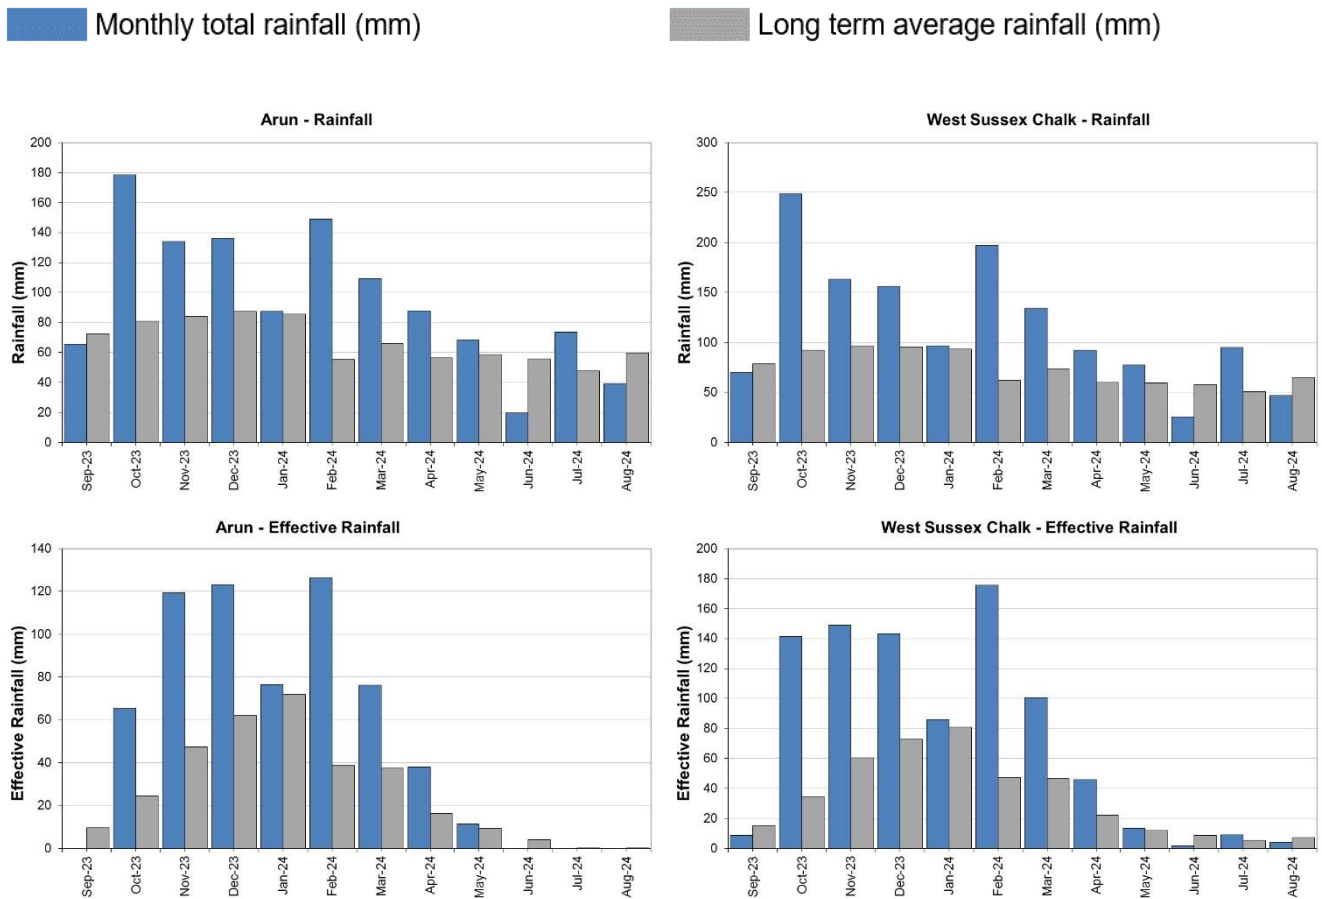 Monthly total rainfall (mm)
Long term average rainfall (mm)
Arun - Rainfall
Rainfall (mm)
200
180
160
140
120
100
80
60
40
20
0
Sep-23
Oct-23
Nov-23
Dec-23
Jan-24
Feb-24
Mar-24
Apr-24
May-24
Jun-24
Jul-24
Aug-24
West Sussex Chalk - Rainfall
Rainfall (mm)
300
250
200
150
100
50
0
Sep-23
Oct-23
Nov-23
Dec-23
Jan-24
Feb-24
Mar-24
Apr-24
May-24
Jun-24
Jul-24
Aug-24
Arun - Effective Rainfall
Effective Rainfall (mm)
140
120
100
80
60
40
20
0
Sep-23
Oct-23
Nov-23
Dec-23
Jan-24
Feb-24
Mar-24
Apr-24
May-24
Jun-24
Jul-24
Aug-24
West Sussex Chalk - Effective Rainfall
Effective Rainfall (mm)
200
180
160
140
120
100
80
60
40
20
0
Sep-23
Oct-23
Nov-23
Dec-23
Jan-24
Feb-24
Mar-24
Apr-24
May-24
Jun-24
Jul-24
Aug-24